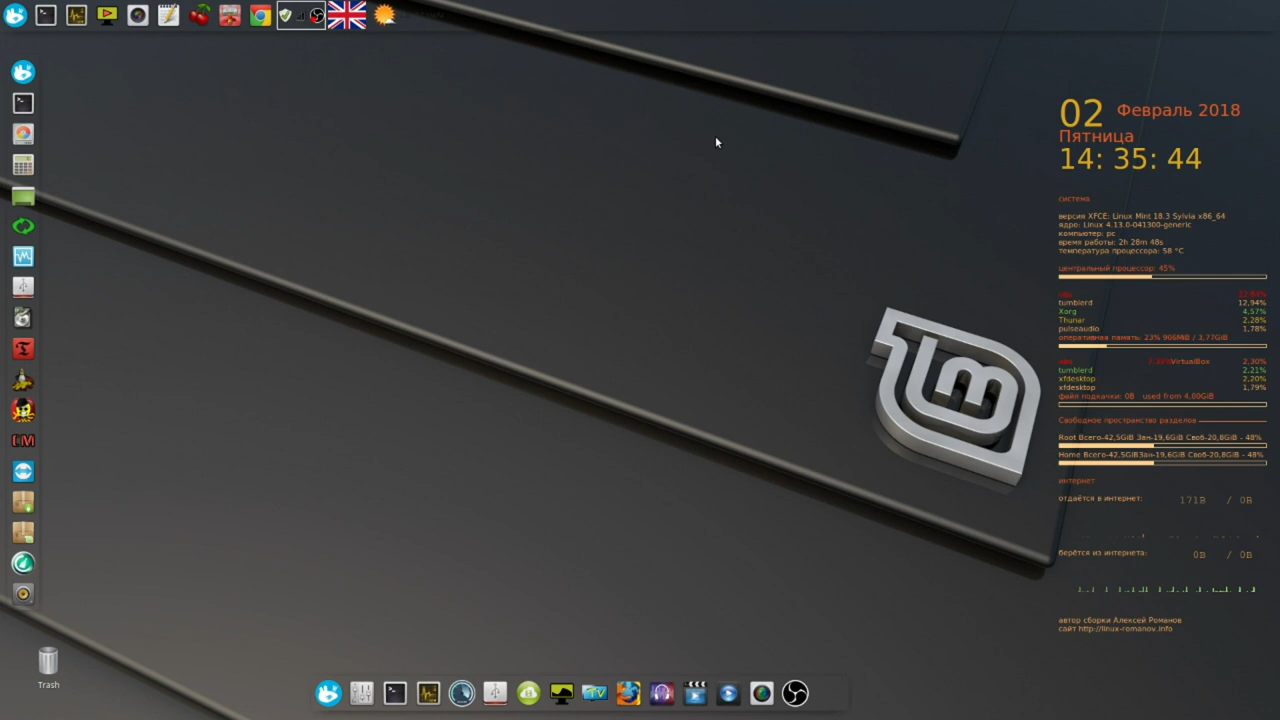 02 Февраль 2018
Пятница
14: 35: 44
система
версия XFCE: Linux Mint 18.3 Sylvia x86_64
ядро: Linux 4.13.0-041300-generic
компьютер: pc
время работы: 2h 28m 48s
температура процессора: 58 °C
центральный процессор: 45%
tumblerd 12,94%
Xorg 4,57%
Thunar 2,28%
pulseaudio 1,78%
оперативная память: 23% 906MiB / 3,77GiB
VirtualBox 2,30%
tumblerd 2,21%
xfdesktop 2,20%
xfdesktop 1,79%
файл подкачки: 0B used from 4.00GiB
Свободное пространство разделов
Root Всего-42,5GiB Зан-19,6GiB Своб-20,8GiB - 48%
Home Всего-42,5GiBЗан-19,6GiB Своб-20,8GiB - 48%
интернет
отдаётся в интернет: 171B / 0B
берётся из интернета: 0B / 0B
автор сборки Алексей Романов
сайт http://linux-romanov.info
Trash